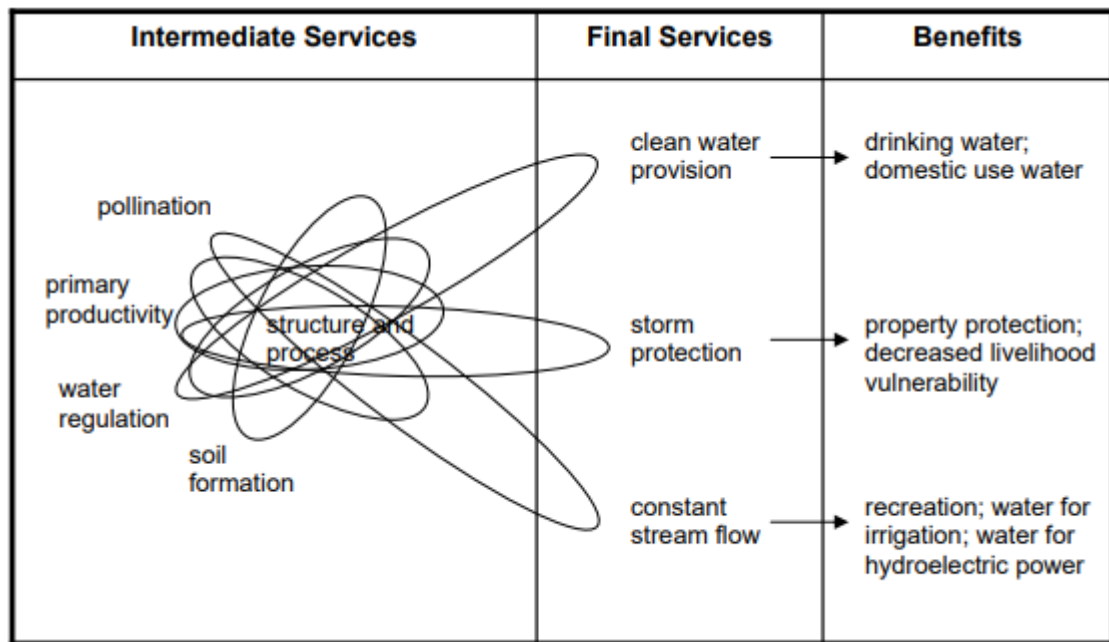 Intermediate Services
Final Services
Benefits
pollination
primary
productivity
water
regulation
soil
formation
structure and
process
clean water
provision
drinking water;
domestic use water
storm
protection
property protection;
decreased livelihood
vulnerability
constant
stream flow
recreation; water for
irrigation; water for
hydroelectric power